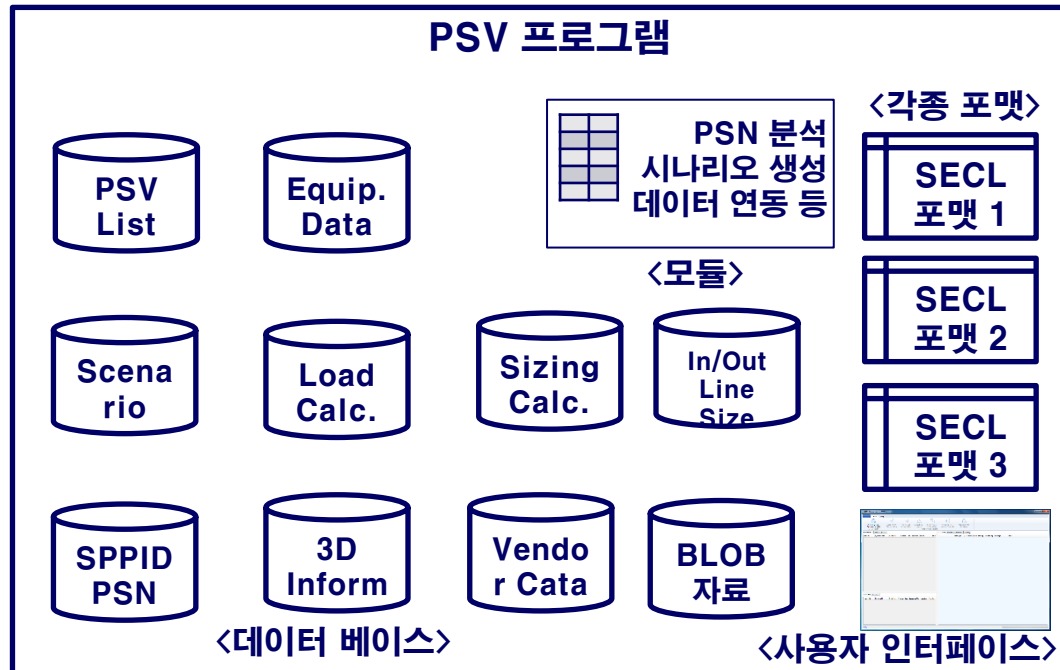 PSV 프로그램
<각종 포맷>
PSN 분석
시나리오 생성
데이터 연동 등
<모듈>
PSV
List
Equip.
Data
SECL
포맷 1
SECL
포맷 2
Scena
rio
Load
Calc.
Sizing
Calc.
In/Out
Line
Size
SECL
포맷 3
SPPID
PSN
3D
Inform
Vendo
r Cata
BLOB
자료
<데이터 베이스>
<사용자 인터페이스>